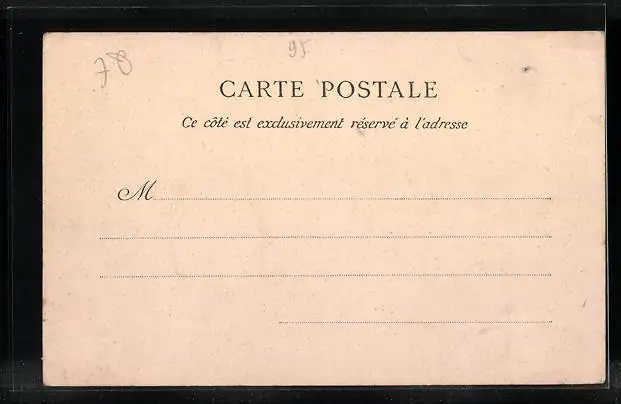 78
95
CARTE POSTALE
Ce côté est exclusivement réservé à l'adresse
M